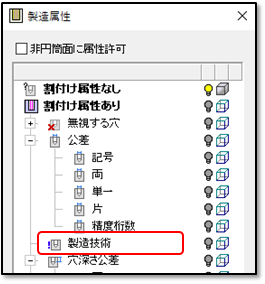 製造属性
非円筒面に属性許可
割付け属性なし
割付け属性あり
無視する穴
公差
記号
両
単一
片
精度桁数
製造技術
穴深さ公差